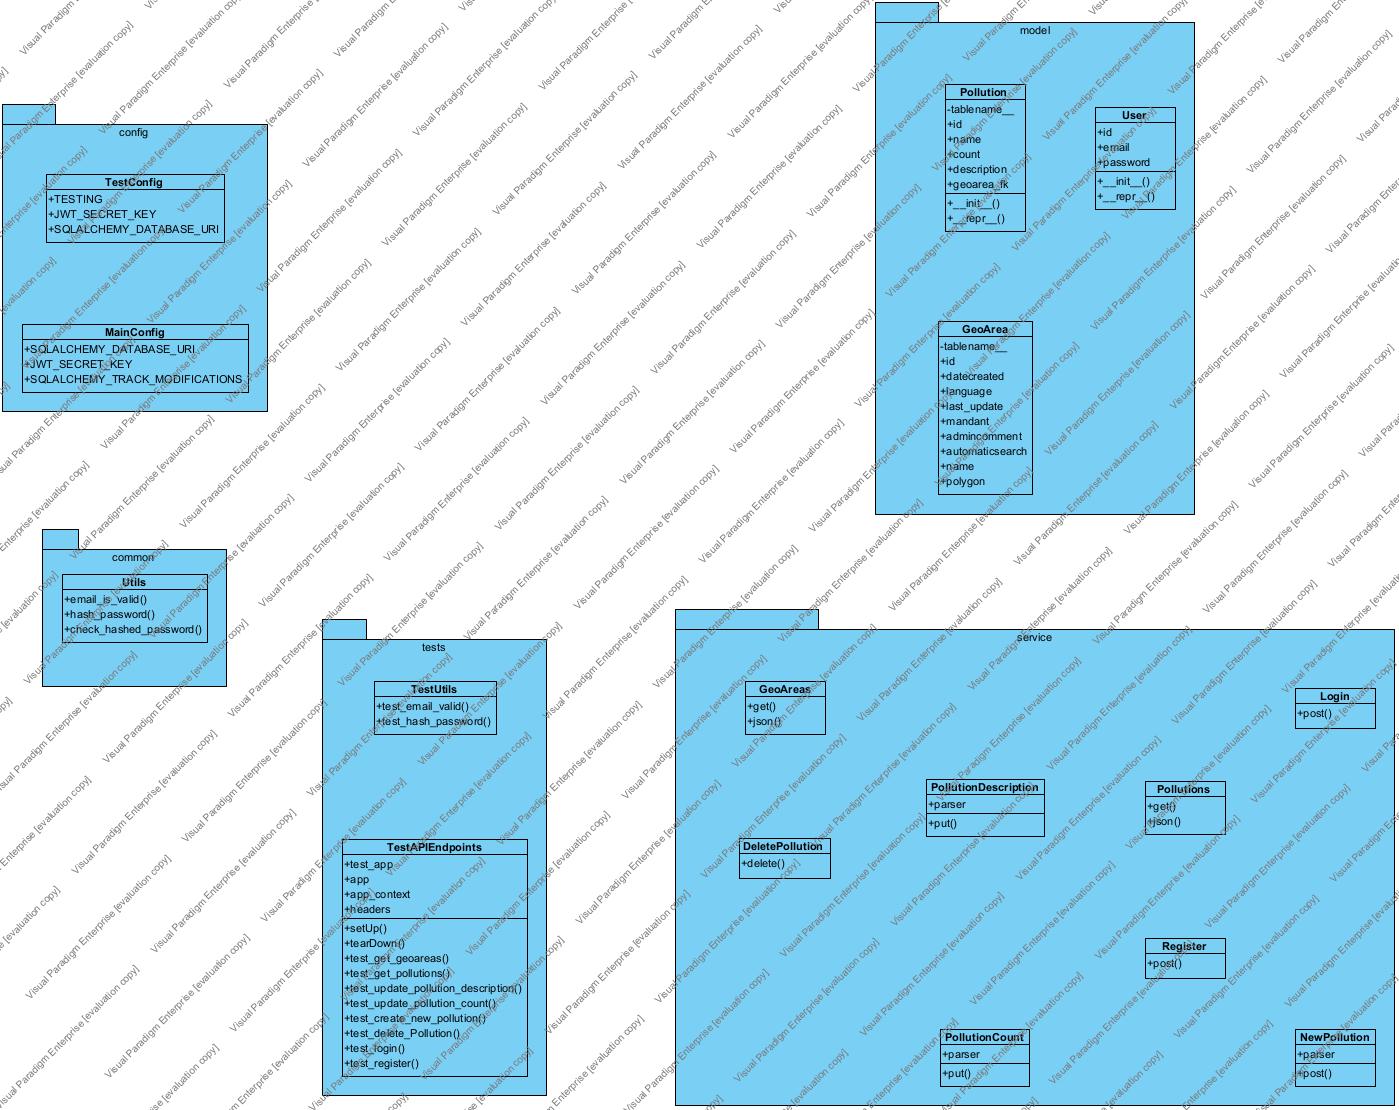 config
TestConfig
+TESTING
+JWT_SECRET_KEY
+SQLALCHEMY_DATABASE_URI
MainConfig
+SQLALCHEMY_DATABASE_URI
+JWT_SECRET_KEY
+SQLALCHEMY_TRACK_MODIFICATIONS
model
Pollution
-tablename__
+id
+name
+count
+description
+geoarea_fk
+__init__()
+__repr__()
User
+id
+email
+password
+__init__()
+__repr__()
GeoArea
-tablename__
+id
+datecreated
+language
+last_update
+mandant
+admincomment
+automaticsearch
+name
+polygon
common
Utils
+email_is_valid()
+hash_password()
+check_hashed_password()
tests
TestUtils
+test_email_valid()
+test_hash_password()
TestAPIEndpoints
+test_app
+app
+app_context
+headers
+setUp()
+tearDown()
+test_get_geoareas()
+test_get_pollutions()
+test_update_pollution_description()
+test_update_pollution_count()
+test_create_new_pollution()
+test_delete_Pollution()
+test_login()
+test_register()
service
GeoAreas
+get()
+json()
Login
+post()
PollutionDescription
+parser
+put()
Pollutions
+get()
+json()
DeletePollution
+delete()
Register
+post()
PollutionCount
+parser
+put()
NewPollution
+parser
+post()
Visual Paradigm Enterprise [evaluation copy]